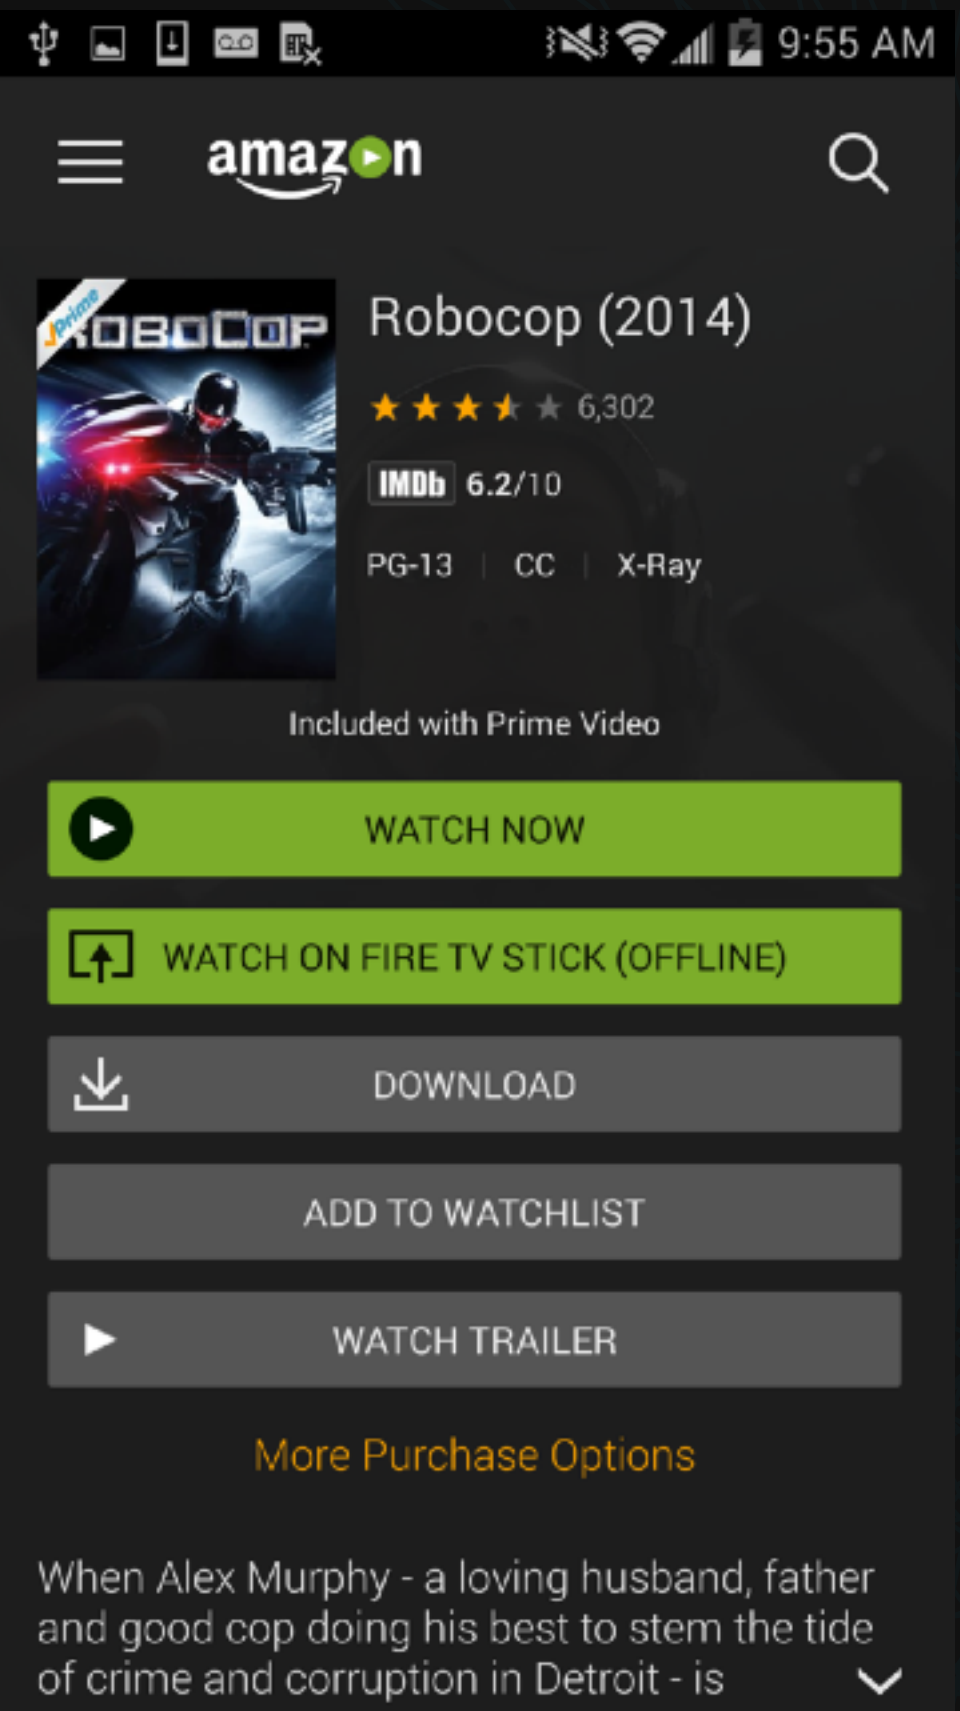 9:55 AM
amazon
Prime
ROBOCOP
Robocop (2014)
6,302
IMDb 6.2/10
PG-13 | CC | X-Ray
Included with Prime Video
WATCH NOW
WATCH ON FIRE TV STICK (OFFLINE)
DOWNLOAD
ADD TO WATCHLIST
WATCH TRAILER
More Purchase Options
When Alex Murphy - a loving husband, father
and good cop doing his best to stem the tide
of crime and corruption in Detroit - is